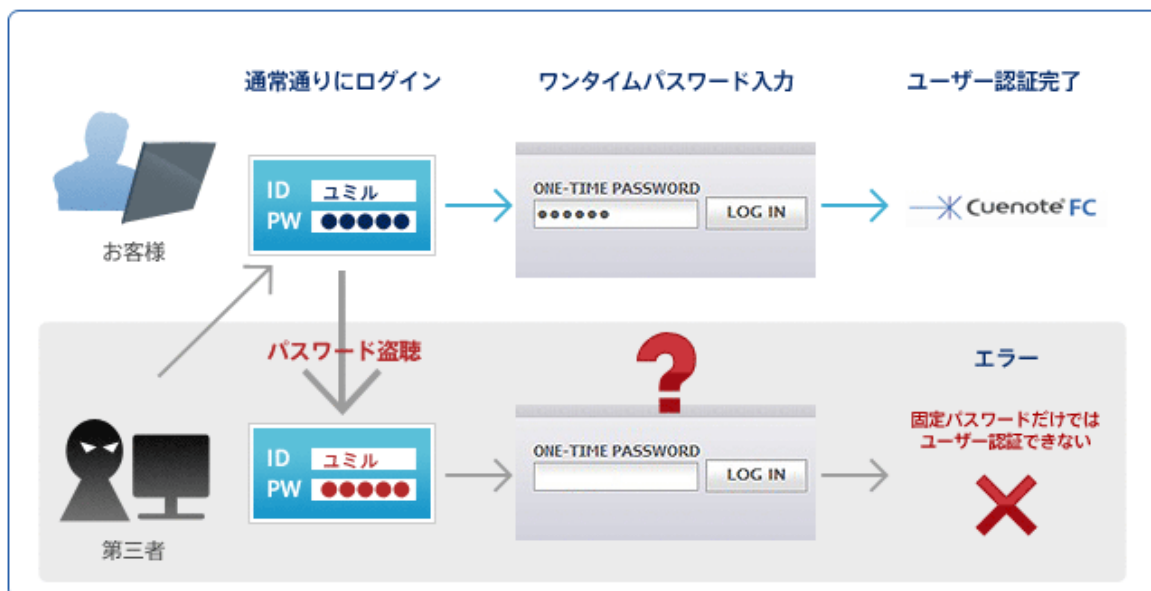 通常通りにログイン
ワンタイムパスワード入力
ユーザー認証完了
ID ユミル
PW ●●●●●
ONE-TIME PASSWORD
●●●●●● LOG IN
Cuenote® FC
お客様
パスワード盗聴
?
エラー
固定パスワードだけでは
ユーザー認証できない
ID ユミル
PW ●●●●●
ONE-TIME PASSWORD
LOG IN
第三者